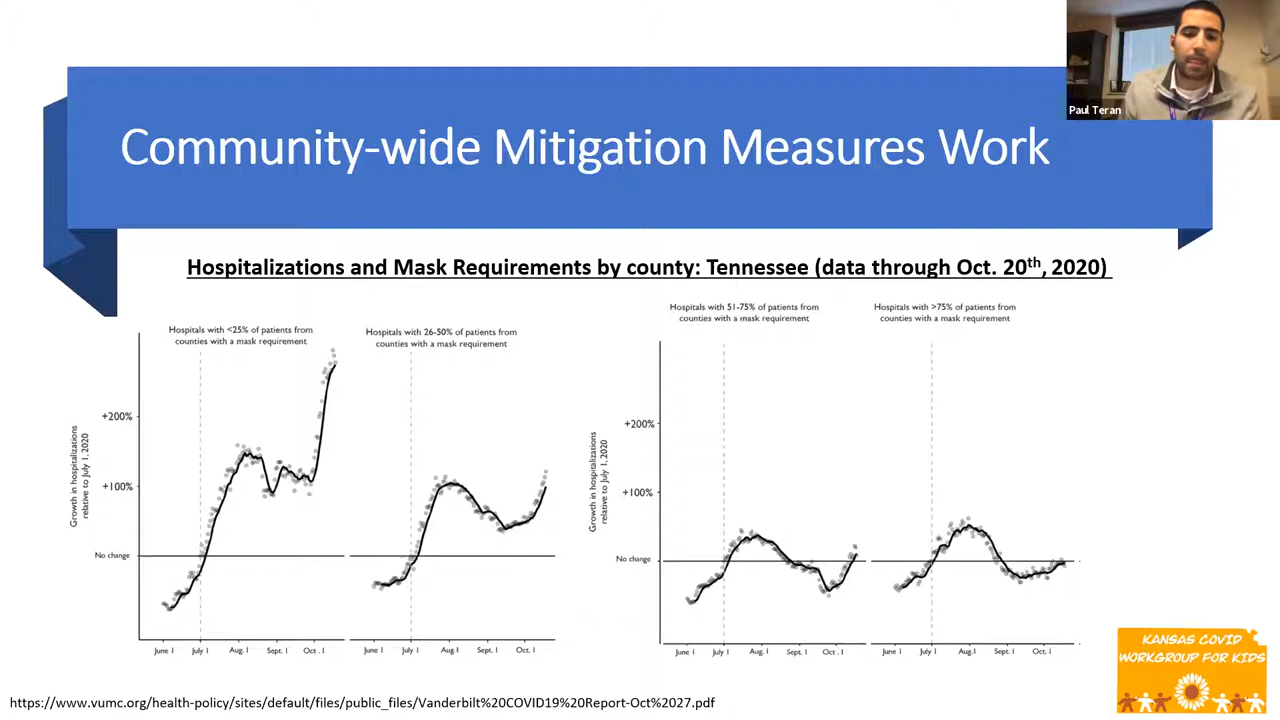 Paul Teran
Community-wide Mitigation Measures Work
Hospitalizations and Mask Requirements by county: Tennessee (data through Oct. 20th, 2020)
Hospitals with <25% of patients from
counties with a mask requirement
Hospitals with 26-50% of patients from
counties with a mask requirement
Hospitals with 51-75% of patients from
counties with a mask requirement
Hospitals with >75% of patients from
counties with a mask requirement
Growth in hospitalizations
relative to July 1, 2020
+200%
+100%
No change
June 1 July 1 Aug. 1 Sept. 1 Oct. 1
June 1 July 1 Aug. 1 Sept. 1 Oct. 1
Growth in hospitalizations
relative to July 1, 2020
+200%
+100%
No change
June 1 July 1 Aug. 1 Sept. 1 Oct. 1
June 1 July 1 Aug. 1 Sept. 1 Oct. 1
KANSAS COVID
WORKGROUP FOR KIDS
https://www.vumc.org/health-policy/sites/default/files/public_files/Vanderbilt%20COVID19%20Report-Oct%2027.pdf